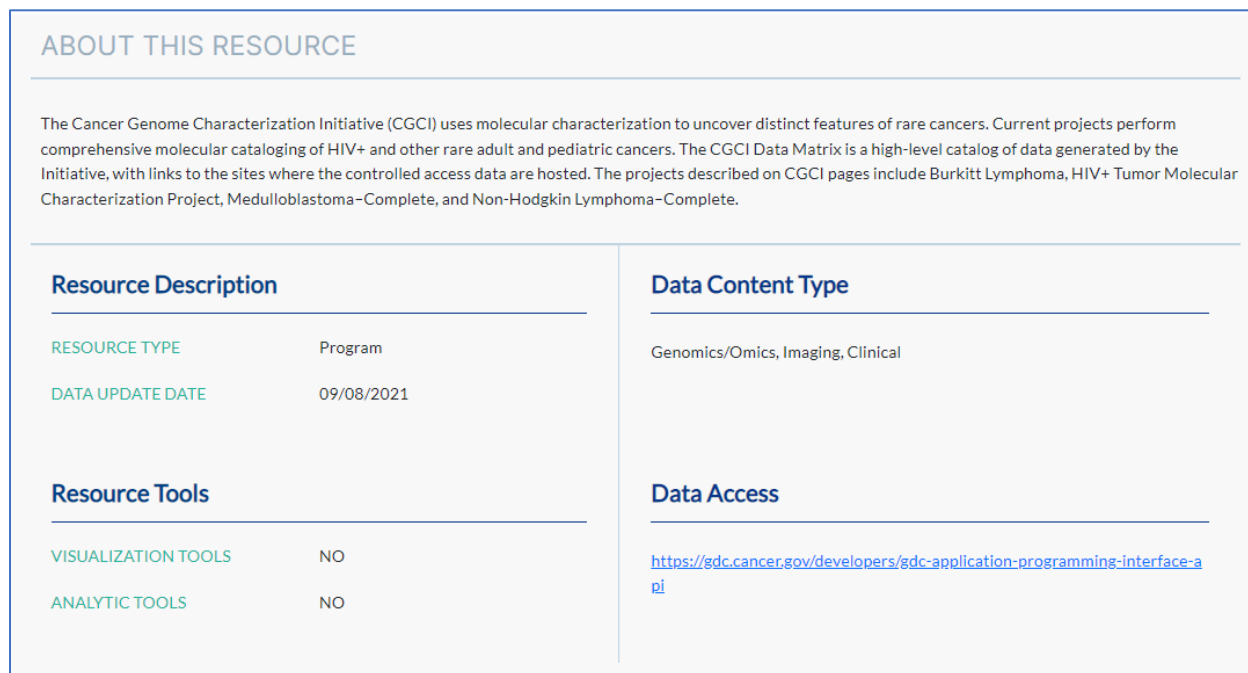 ABOUT THIS RESOURCE
The Cancer Genome Characterization Initiative (CGCI) uses molecular characterization to uncover distinct features of rare cancers. Current projects perform
comprehensive molecular cataloging of HIV+ and other rare adult and pediatric cancers. The CGCI Data Matrix is a high-level catalog of data generated by the
Initiative, with links to the sites where the controlled access data are hosted. The projects described on CGCI pages include Burkitt Lymphoma, HIV+ Tumor Molecular
Characterization Project, Medulloblastoma–Complete, and Non-Hodgkin Lymphoma–Complete.
Resource Description
RESOURCE TYPE Program
DATA UPDATE DATE 09/08/2021
Data Content Type
Genomics/Omics, Imaging, Clinical
Resource Tools
VISUALIZATION TOOLS NO
ANALYTIC TOOLS NO
Data Access
https://gdc.cancer.gov/developers/gdc-application-programming-interface-a
pi